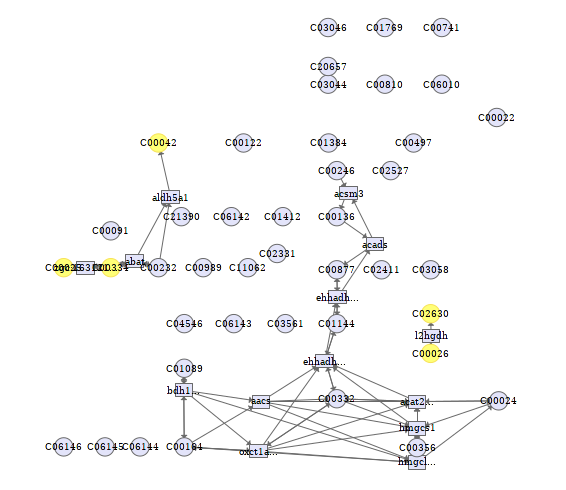 C03046 C01769 C00741
C20657
C03044 C00810 C06010
C00022
C00042 C00122 C01384 C00497
C00246 C02527
aldh5a1 acsm3
C21390 C06142 C01412 C00136
C00091
acads
C02331
abat
C00334 C00232 C00989 C11062 C00877 C02411 C03058
ehhadh...
C02630
C04546 C06143 C03561 C01144
l2hgdh
C00026
ehhadh...
C01089
bdh1...
C00332
aacs acat2... C00024
hmgcs1
C06146 C06145 C06144 C00164 C00356
oxct1a...
hmgcl...